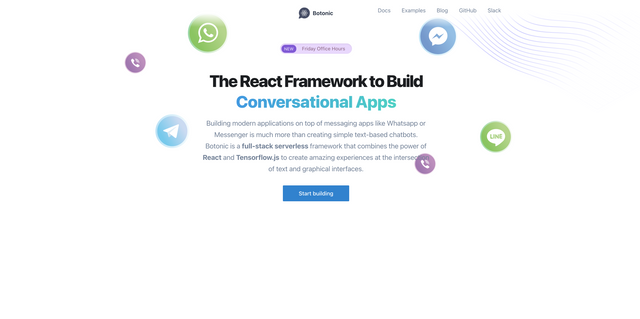 Botonic
Docs Examples Blog GitHub Slack
NEW Friday Office Hours
The React Framework to Build
Conversational Apps
Building modern applications on top of messaging apps like Whatsapp or
Messenger is much more than creating simple text-based chatbots.
Botonic is a full-stack serverless framework that combines the power of
React and Tensorflow.js to create amazing experiences at the intersection
of text and graphical interfaces.
LINE
Start building